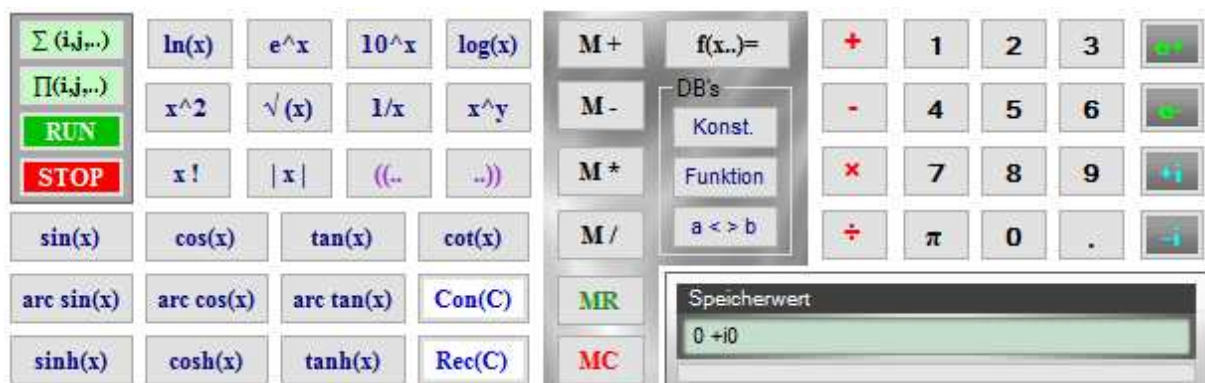 ∑ (i,j,..) ln(x) e^x 10^x log(x) M + f(x..)= + 1 2 3 e+
∏(i,j,..) x^2 √ (x) 1/x x^y M - DB's - 4 5 6 e-
RUN Konst.
STOP x ! | x | ((.. ..)) M * Funktion × 7 8 9 +i
sin(x) cos(x) tan(x) cot(x) M / a < > b ÷ π 0 . -i
arc sin(x) arc cos(x) arc tan(x) Con(C) MR Speicherwert
0 +i0
sinh(x) cosh(x) tanh(x) Rec(C) MC